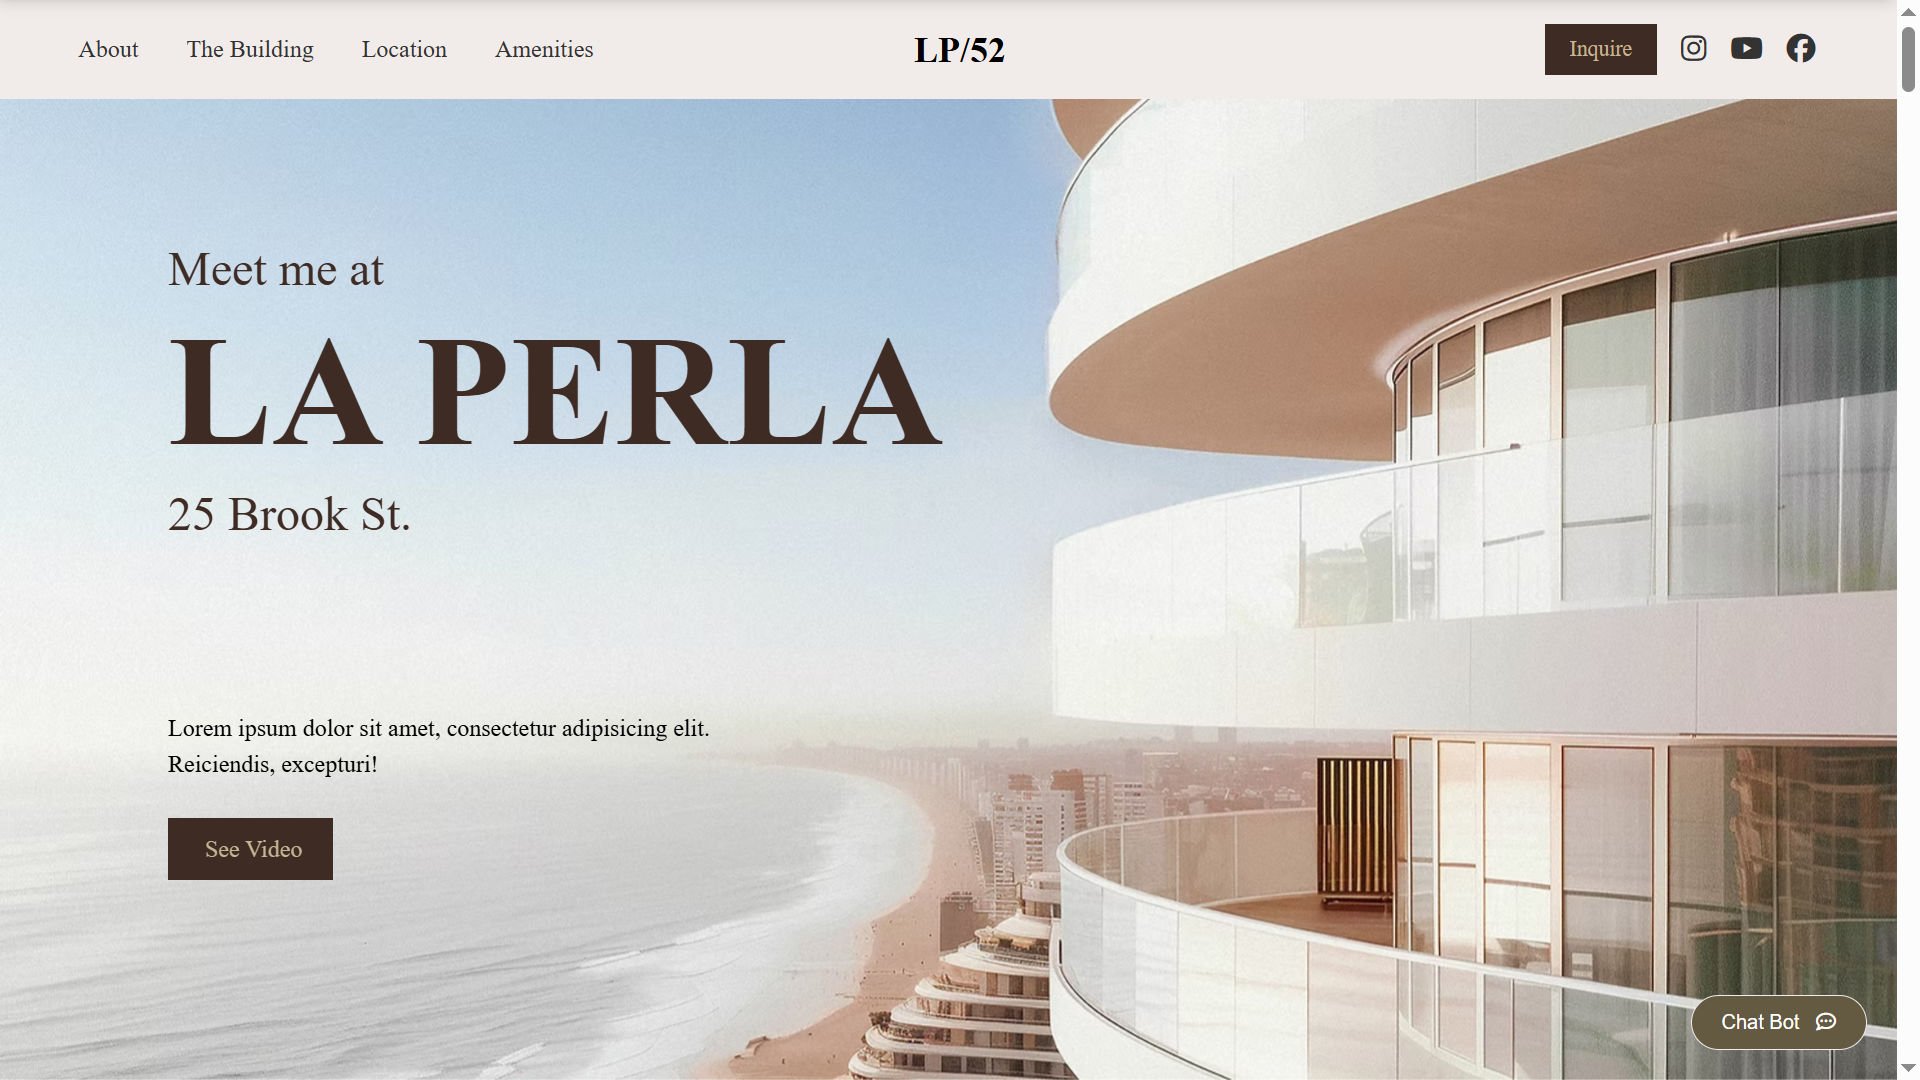 About
The Building
Location
Amenities
LP/52
Inquire
Meet me at
LA PERLA
25 Brook St.
Lorem ipsum dolor sit amet, consectetur adipisicing elit.
Reiciendis, excepturi!
See Video
Chat Bot